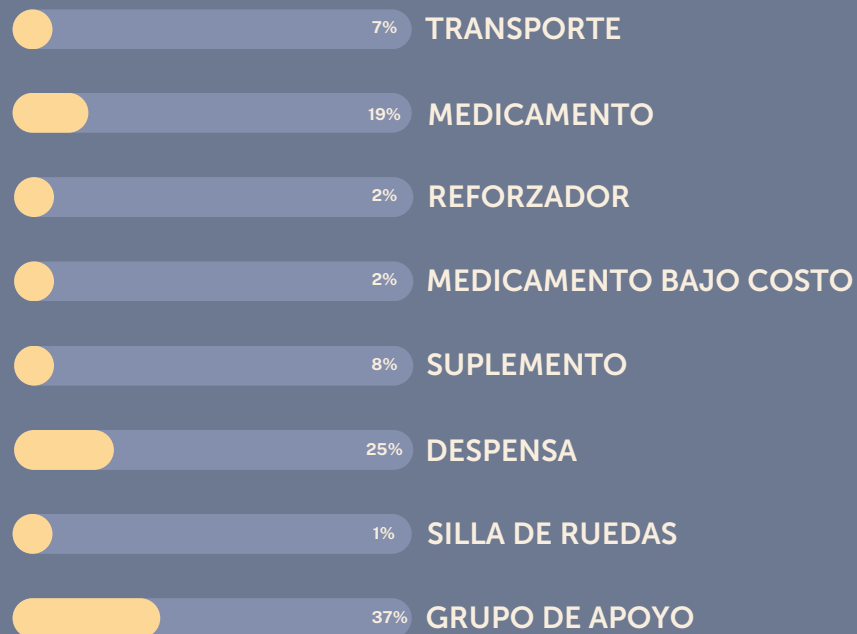 7% TRANSPORTE
19% MEDICAMENTO
2% REFORZADOR
2% MEDICAMENTO BAJO COSTO
8% SUPLEMENTO
25% DESPENSA
1% SILLA DE RUEDAS
37% GRUPO DE APOYO